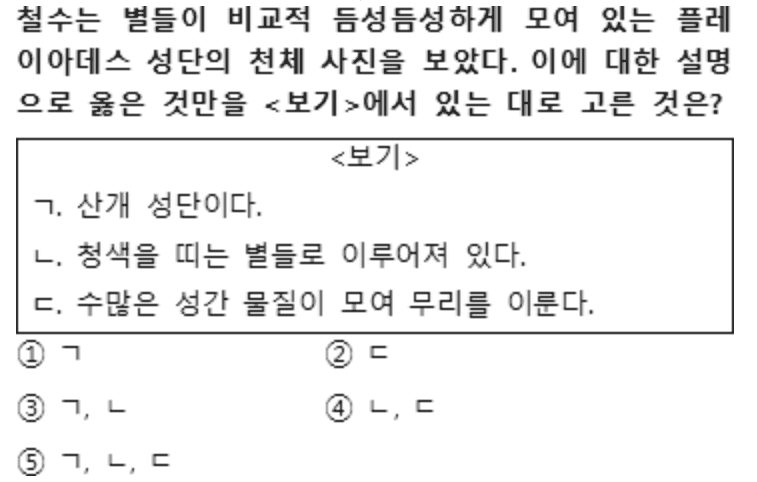 철수는 별들이 비교적 듬성듬성하게 모여 있는 플레
이아데스 성단의 천체 사진을 보았다. 이에 대한 설명
으로 옳은 것만을 <보기>에서 있는 대로 고른 것은?
<보기>
ㄱ. 산개 성단이다.
ㄴ. 청색을 띠는 별들로 이루어져 있다.
ㄷ. 수많은 성간 물질이 모여 무리를 이룬다.
① ㄱ ② ㄷ
③ ㄱ, ㄴ ④ ㄴ, ㄷ
⑤ ㄱ, ㄴ, ㄷ